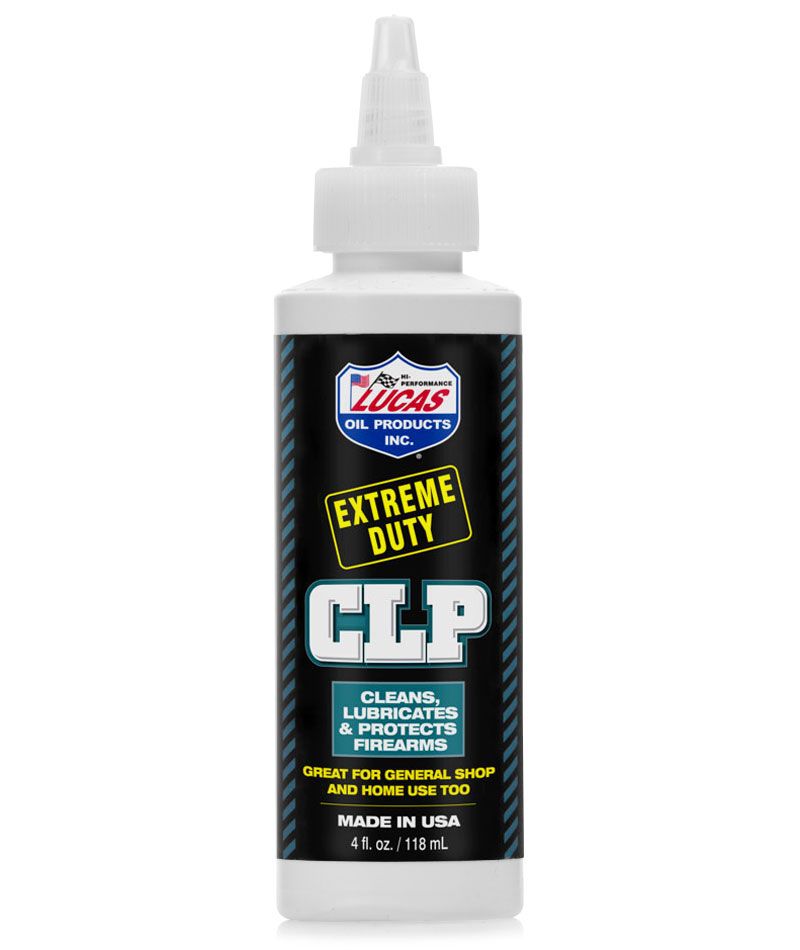 HI-
PERFORMANCE
LUCAS
OIL PRODUCTS
INC.
®
EXTREME
DUTY
CLP
CLEANS,
LUBRICATES
& PROTECTS
FIREARMS
GREAT FOR GENERAL SHOP
AND HOME USE TOO
MADE IN USA
4 fl. oz. / 118 mL